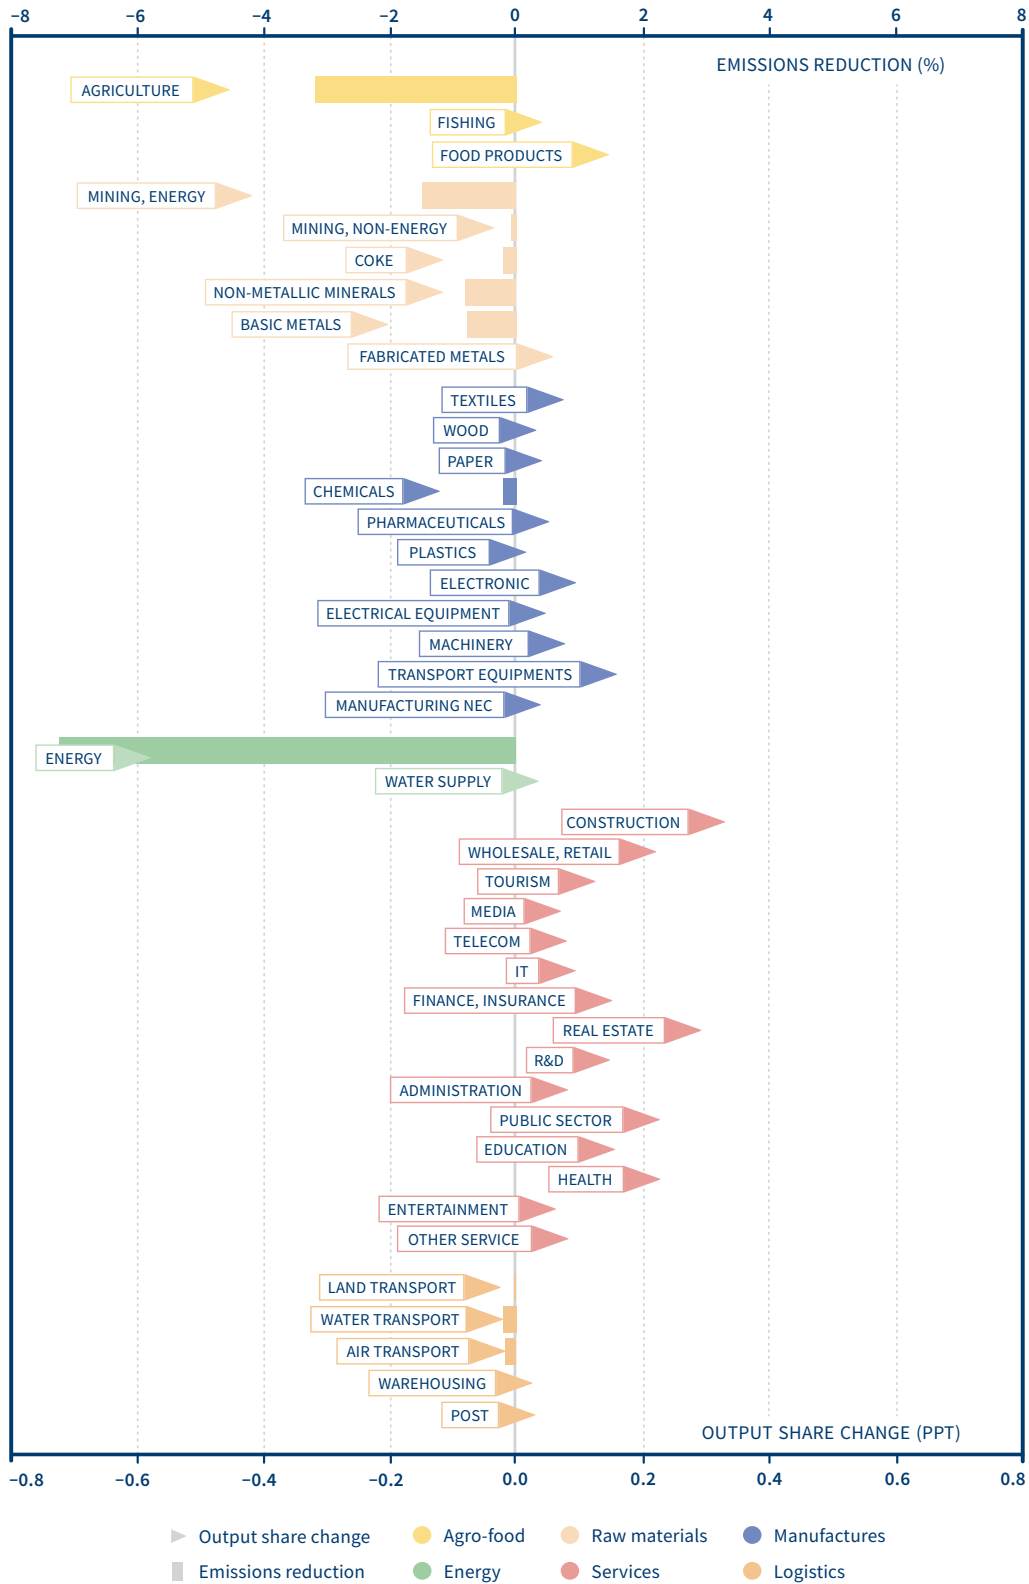 −8 −6 −4 −2 0 2 4 6 8
EMISSIONS REDUCTION (%)
AGRICULTURE
FISHING
FOOD PRODUCTS
MINING, ENERGY
MINING, NON-ENERGY
COKE
NON-METALLIC MINERALS
BASIC METALS
FABRICATED METALS
TEXTILES
WOOD
PAPER
CHEMICALS
PHARMACEUTICALS
PLASTICS
ELECTRONIC
ELECTRICAL EQUIPMENT
MACHINERY
TRANSPORT EQUIPMENTS
MANUFACTURING NEC
ENERGY
WATER SUPPLY
CONSTRUCTION
WHOLESALE, RETAIL
TOURISM
MEDIA
TELECOM
IT
FINANCE, INSURANCE
REAL ESTATE
R&D
ADMINISTRATION
PUBLIC SECTOR
EDUCATION
HEALTH
ENTERTAINMENT
OTHER SERVICE
LAND TRANSPORT
WATER TRANSPORT
AIR TRANSPORT
WAREHOUSING
POST
OUTPUT SHARE CHANGE (PPT)
−0.8 −0.6 −0.4 −0.2 0.0 0.2 0.4 0.6 0.8
Output share change Agro-food Raw materials Manufactures
Emissions reduction Energy Services Logistics